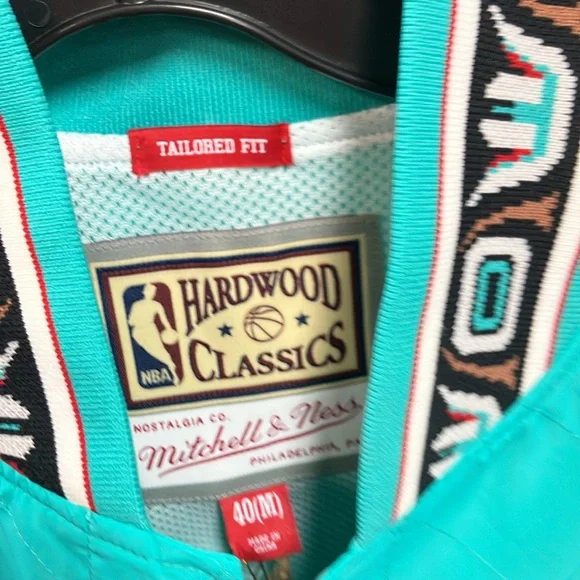 TAILORED FIT
HARDWOOD
CLASSICS
NBA
NOSTALGIA CO.
Mitchell & Ness
PHILADELPHIA, PA
40(M)
MADE IN
CHINA